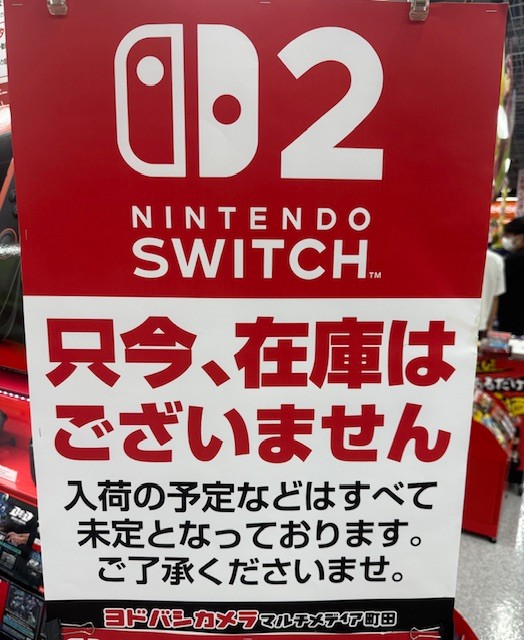 2
NINTENDO
SWITCH™
只今、在庫は
ございません
入荷の予定などはすべて
未定となっております。
ご了承くださいませ。
ヨドバシカメラ マルチメディア町田